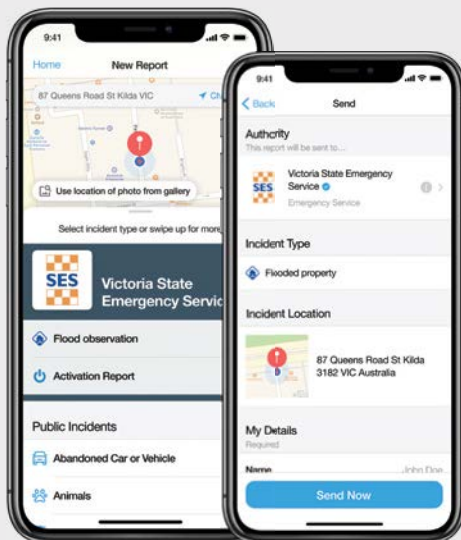 9:41
Home
New Report
87 Queens Road St Kilda VIC
Use location of photo from gallery
Select incident type or swipe up for more
SES
Victoria State
Emergency Servic
Flood observation
Activation Report
Public Incidents
Abandoned Car or Vehicle
Animals
9:41
Back
Send
Authority
This report will be sent to...
SES
Victoria State Emergency
Service
Emergency Service
Incident Type
Flooded property
Incident Location
87 Queens Road St Kilda
3182 VIC Australia
My Details
Required
Name
John Doe
Send Now